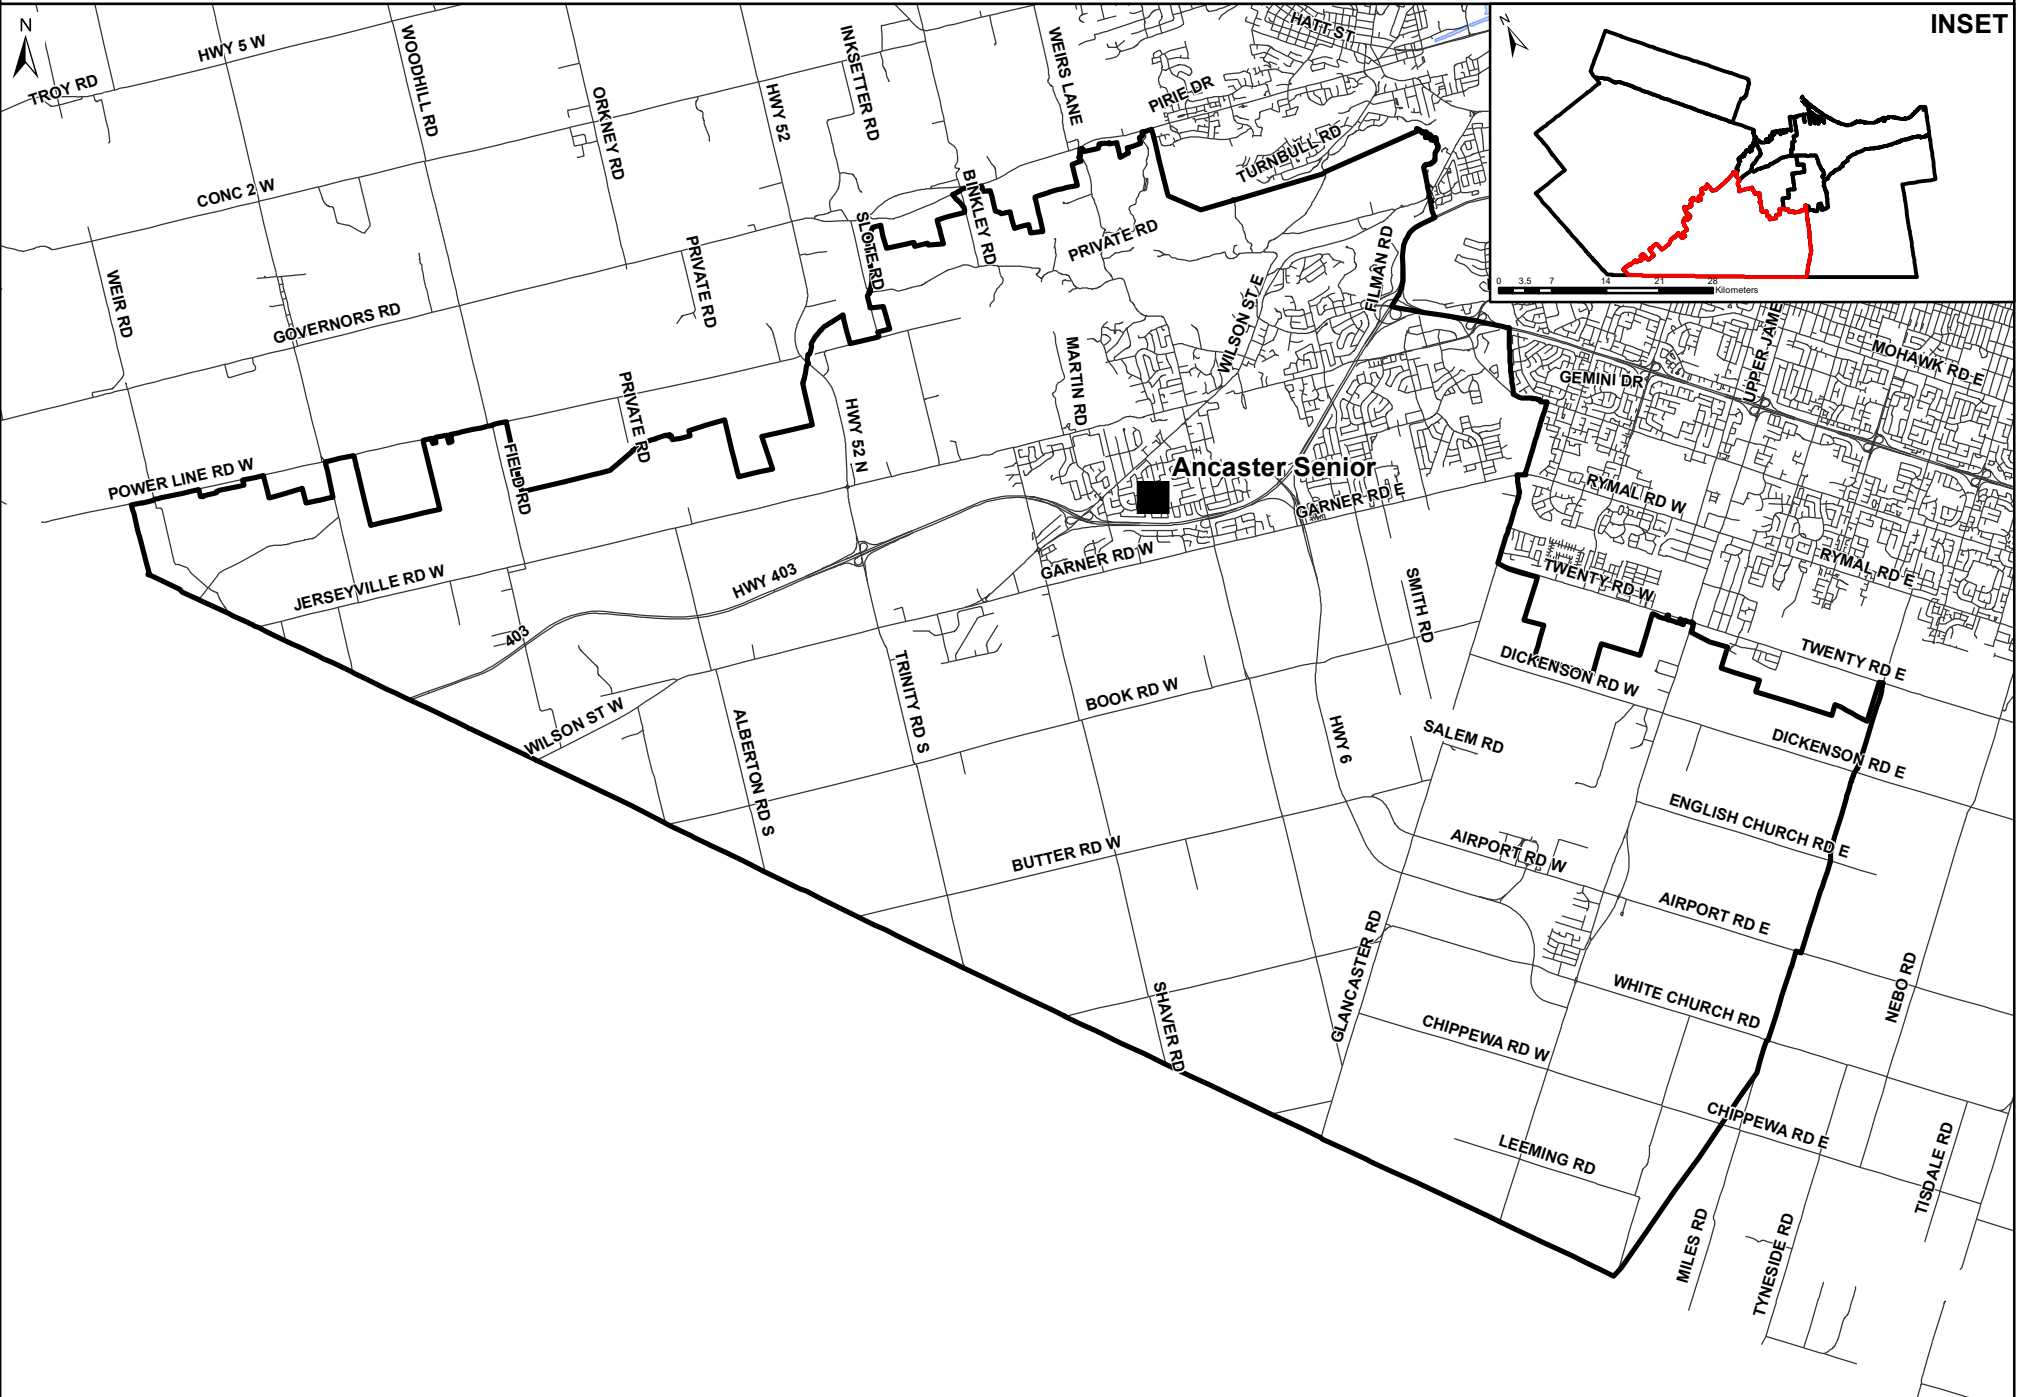 N
TROY RD
HWY 5 W
WOODHILL RD
ORKNEY RD
HWY 52
INKSETTER RD
WEIRS LANE
HATT ST
PIRIE DR
TURNBULL RD
CONC 2 W
BINKLEY RD
SLOTE RD
PRIVATE RD
PRIVATE RD
WEIR RD
GOVERNORS RD
FILMAN RD
WILSON ST E
MARTIN RD
PRIVATE RD
HWY 52 N
POWER LINE RD W
FIELD RD
Ancaster Senior
GARNER RD E
GARNER RD W
HWY 403
JERSEYVILLE RD W
403
WILSON ST W
TRINITY RD S
ALBERTON RD S
BOOK RD W
BUTTER RD W
SMITH RD
HWY 6
SALEM RD
SHAVER RD
GLANCASTER RD
N
INSET
0 3.5 7 14 21 28
Kilometers
UPPER JAME
MOHAWK RD E
GEMINI DR
RYMAL RD W
RYMAL RD E
TWENTY RD W
TWENTY RD E
DICKENSON RD W
DICKENSON RD E
ENGLISH CHURCH RD E
AIRPORT RD W
AIRPORT RD E
WHITE CHURCH RD
NEBO RD
CHIPPEWA RD W
CHIPPEWA RD E
LEEMING RD
TISDALE RD
MILES RD
TYNESIDE RD